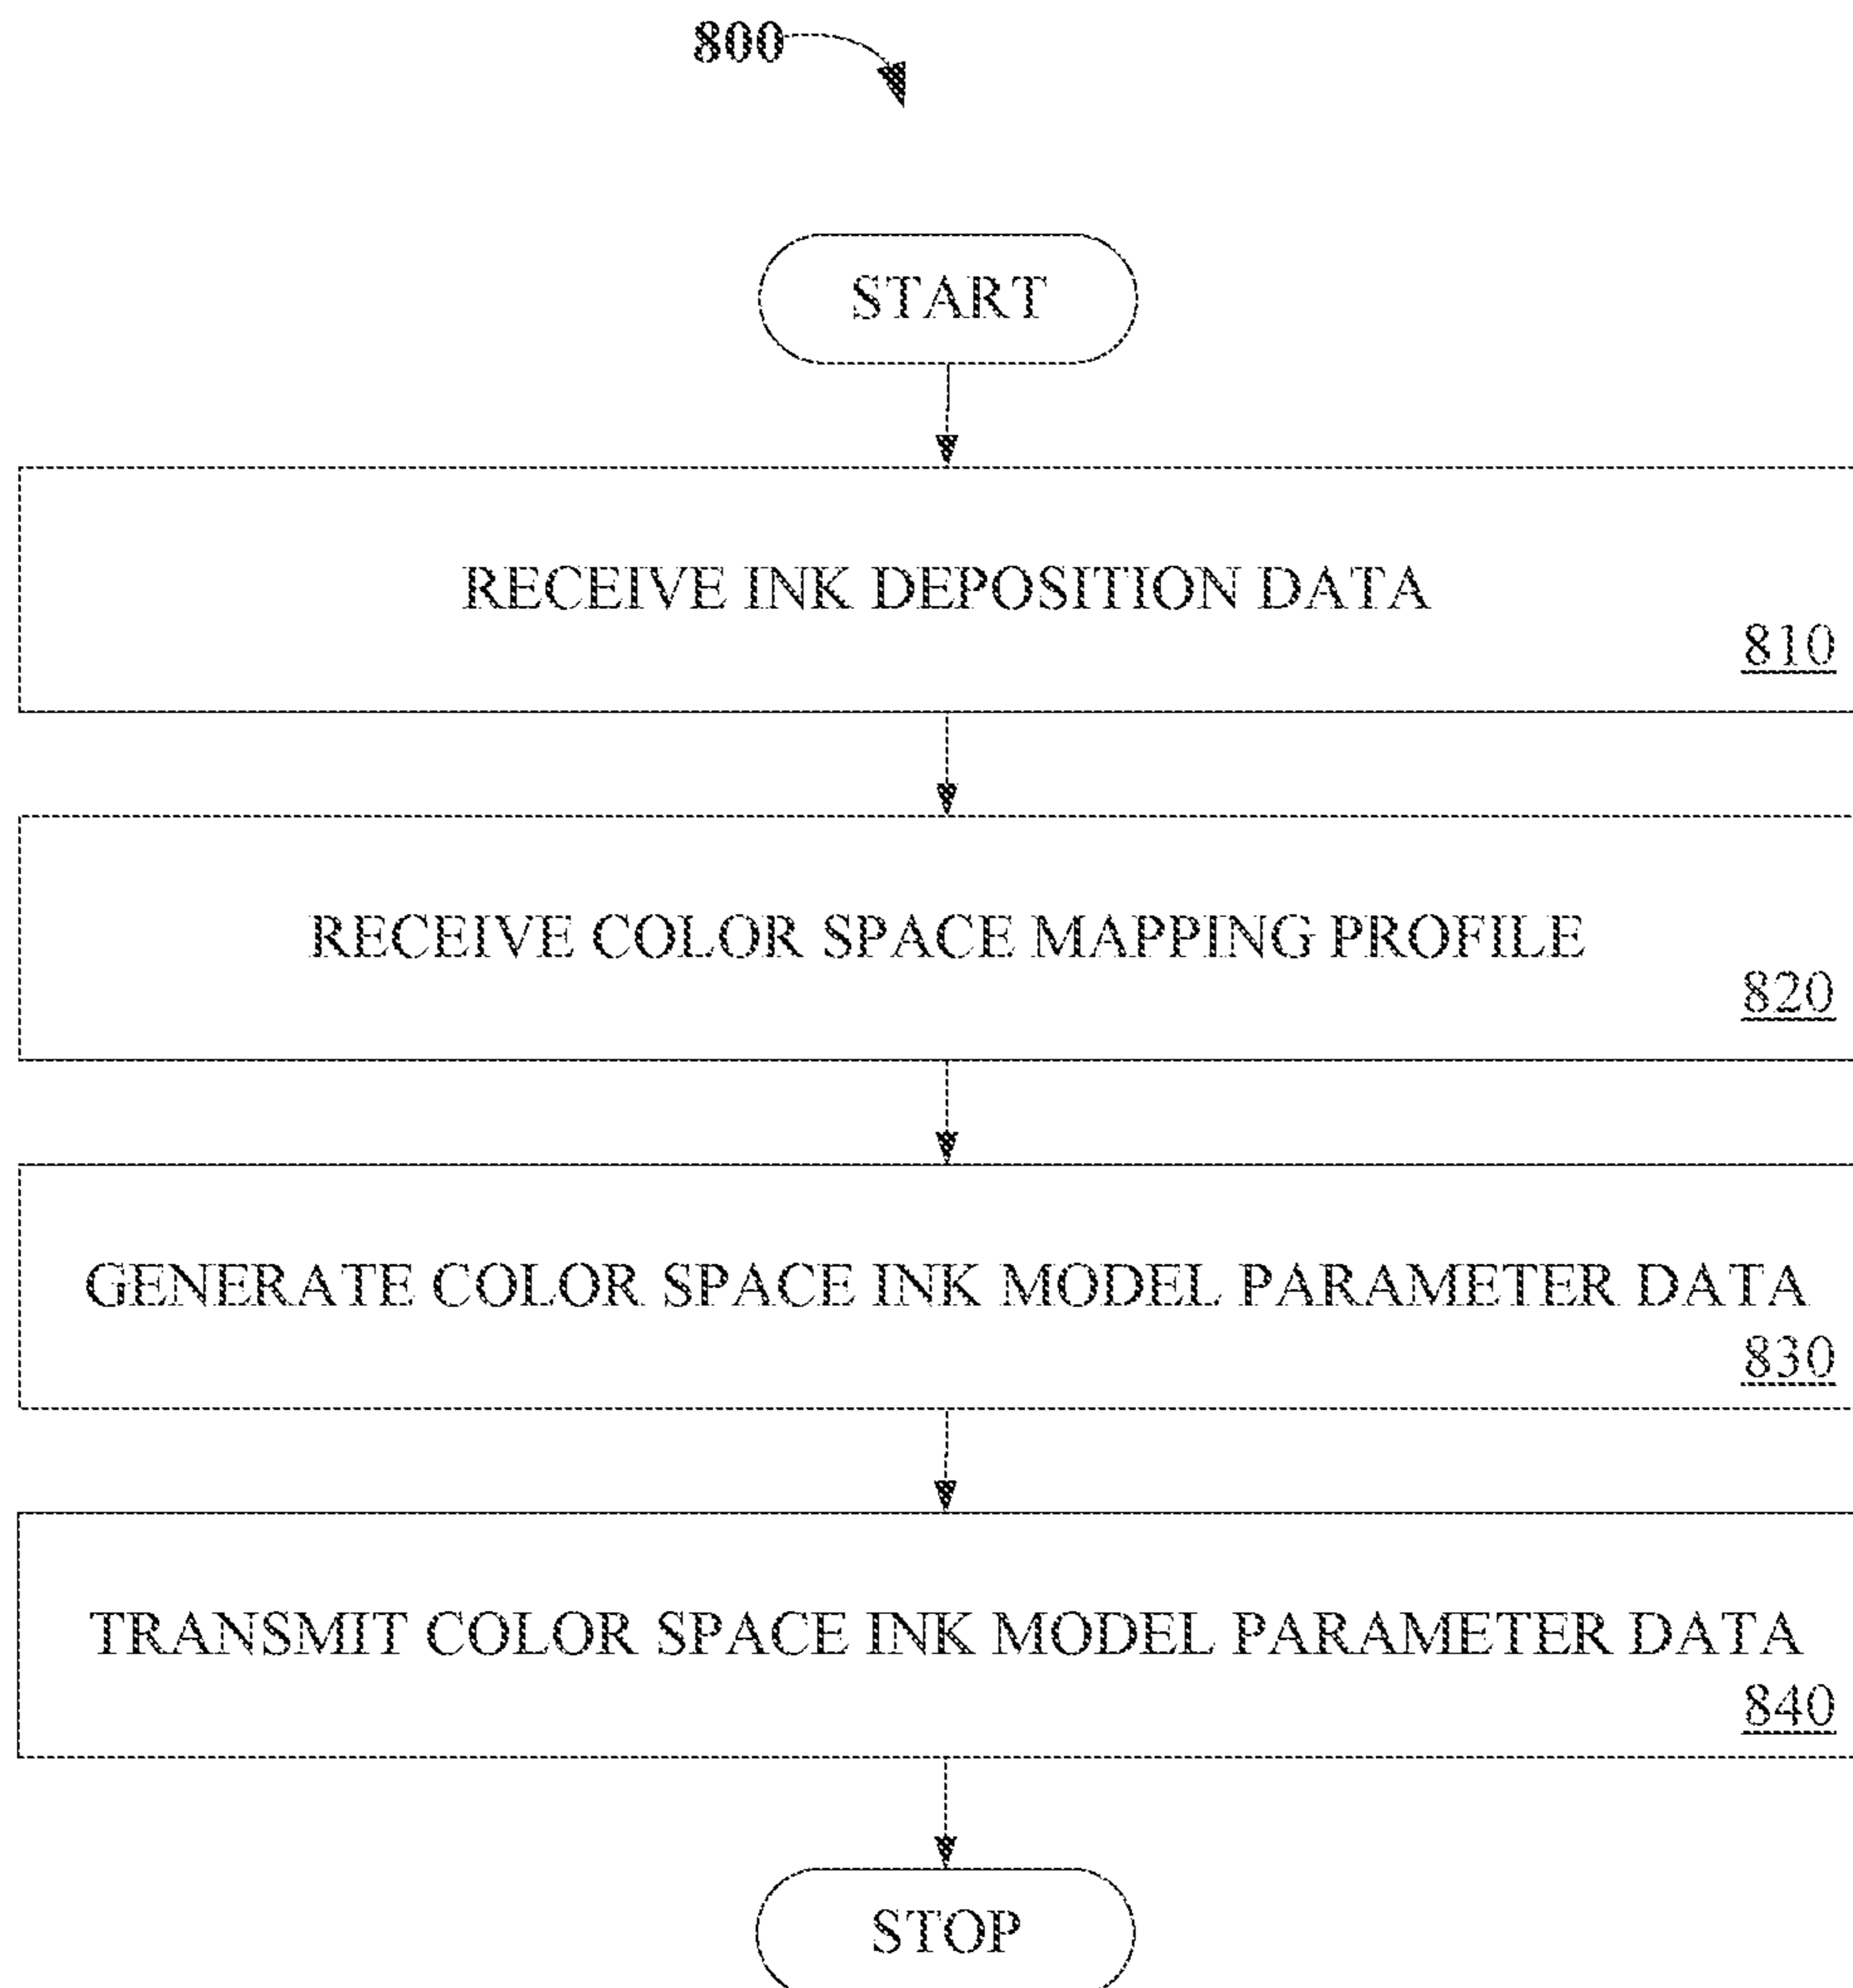 800
START
RECEIVE INK DEPOSITION DATA
810
RECEIVE COLOR SPACE MAPPING PROFILE
820
GENERATE COLOR SPACE INK MODEL PARAMETER DATA
830
TRANSMIT COLOR SPACE INK MODEL PARAMETER DATA
840
STOP